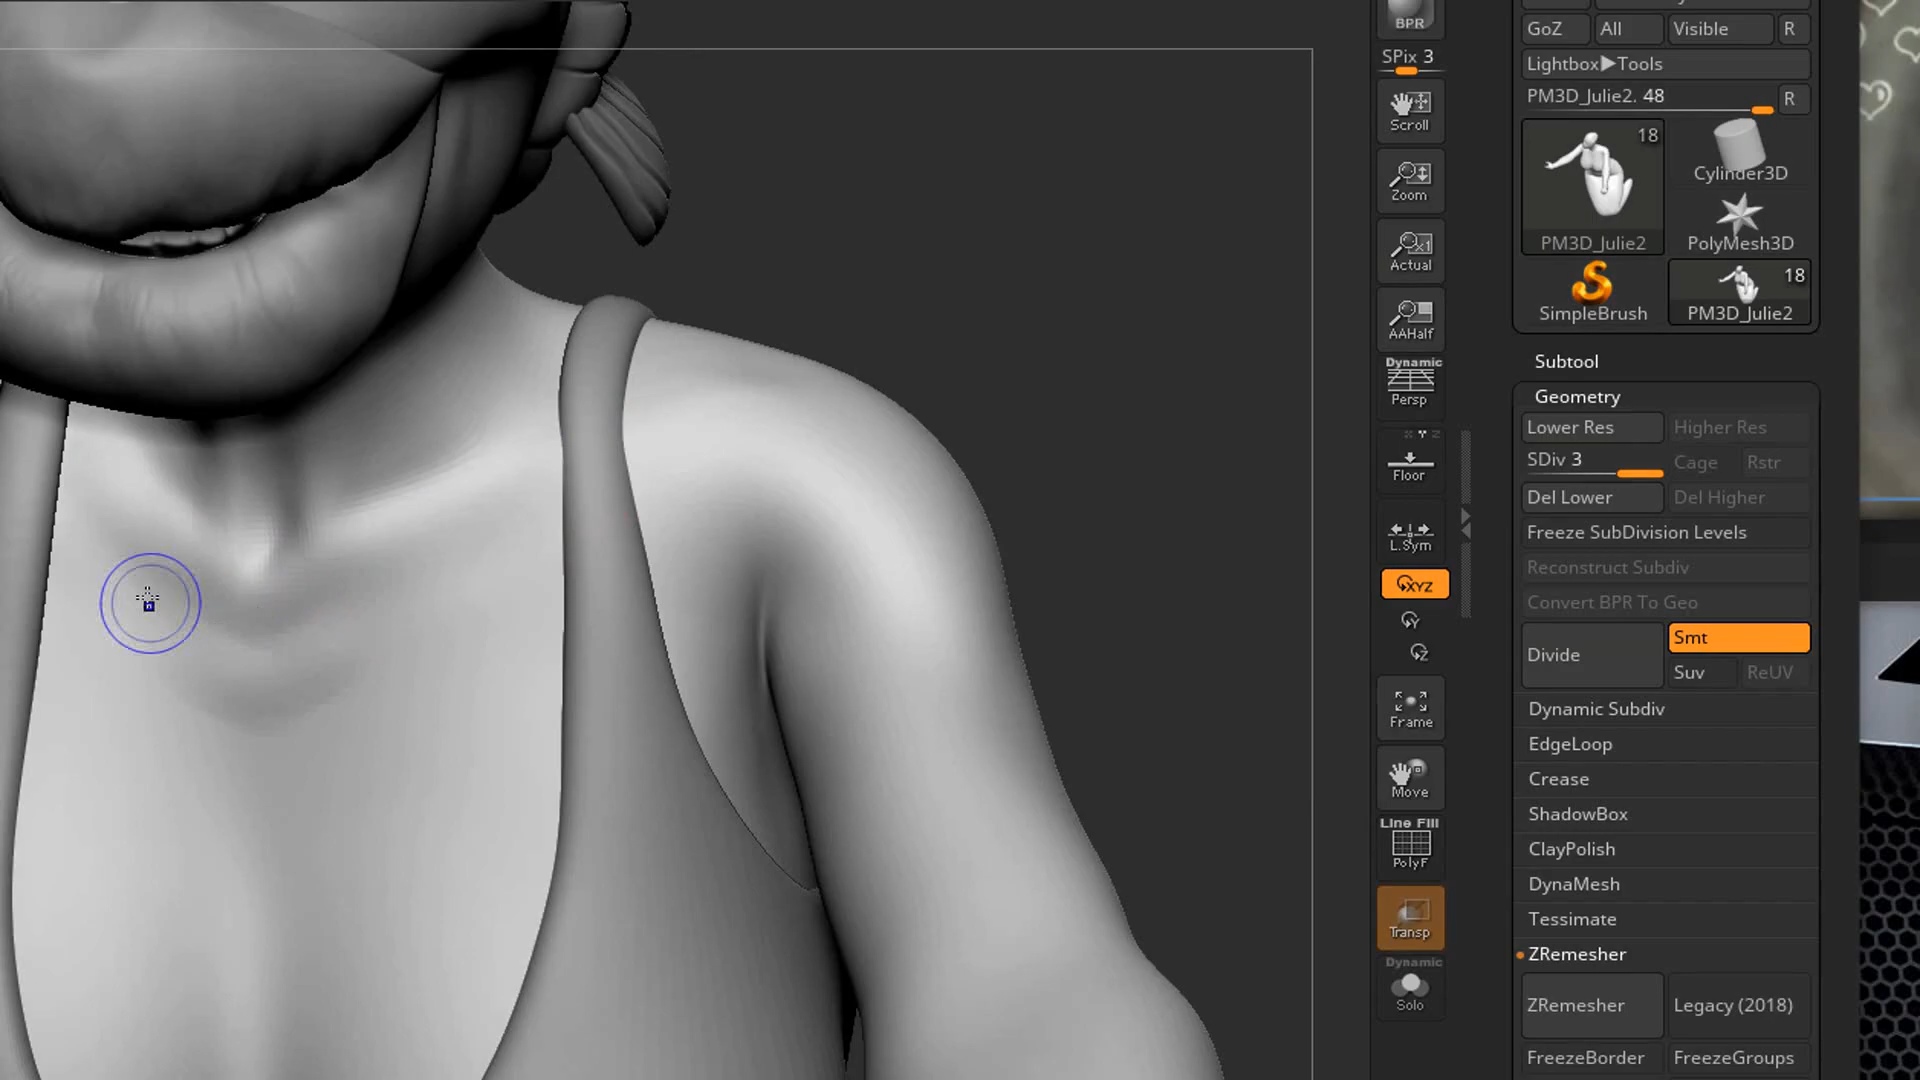 BPR
SPix 3
Scroll
Zoom
Actual
AAHalf
Dynamic
Persp
X Y Z
Floor
L.Sym
XYZ
Y
Z
Frame
Move
Line Fill
PolyF
Transp
Dynamic
Solo
GoZ All Visible R
Lightbox▶Tools
PM3D_Julie2. 48 R
18
PM3D_Julie2
Cylinder3D
PolyMesh3D
SimpleBrush
18
PM3D_Julie2
Subtool
Geometry
Lower Res Higher Res
SDiv 3 Cage Rstr
Del Lower Del Higher
Freeze SubDivision Levels
Reconstruct Subdiv
Convert BPR To Geo
Divide Smt
Suv ReUV
Dynamic Subdiv
EdgeLoop
Crease
ShadowBox
ClayPolish
DynaMesh
Tessimate
ZRemesher
ZRemesher Legacy (2018)
FreezeBorder FreezeGroups